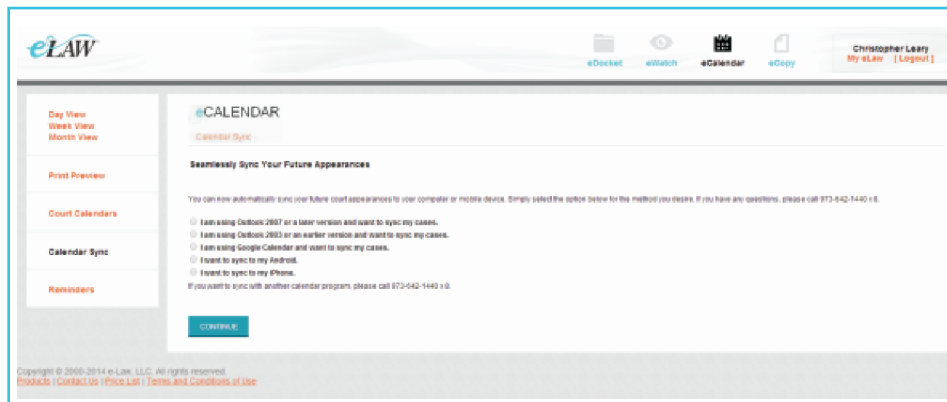 eLAW
eDocket eWatch eCalendar eCopy
Christopher Leary
My eLaw [ Logout ]
Day View
Week View
Month View
Print Preview
Court Calendars
Calendar Sync
Reminders
eCALENDAR
Calendar Sync
Seamlessly Sync Your Future Appearances
You can now automatically sync your future court appearances to your computer or mobile device. Simply select the option below for the method you desire. If you have any questions, please call 973-642-1440 x 8.
I am using Outlook 2007 or a later version and want to sync my cases.
I am using Outlook 2003 or an earlier version and want to sync my cases.
I am using Google Calendar and want to sync my cases.
I want to sync to my Android.
I want to sync to my iPhone.
If you want to sync with another calendar program, please call 973-642-1440 x 8.
CONTINUE
Copyright © 2000-2014 e-Law, LLC. All rights reserved.
Products | Contact Us | Price List | Terms and Conditions of Use